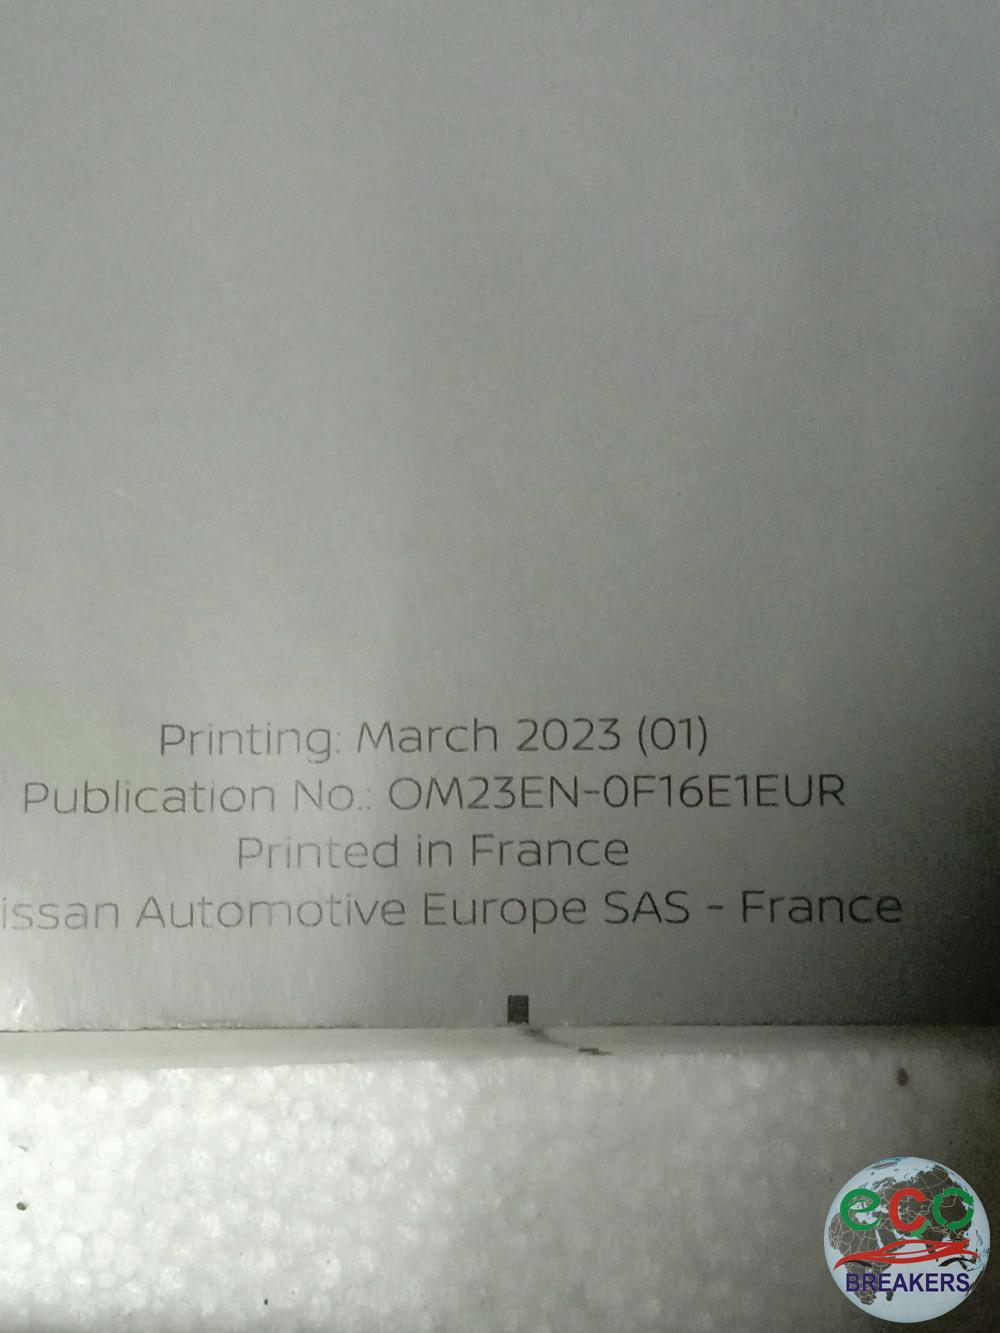 Printing: March 2023 (01)
Publication No.: OM23EN-0F16E1EUR
Printed in France
issan Automotive Europe SAS - France
eco
BREAKERS